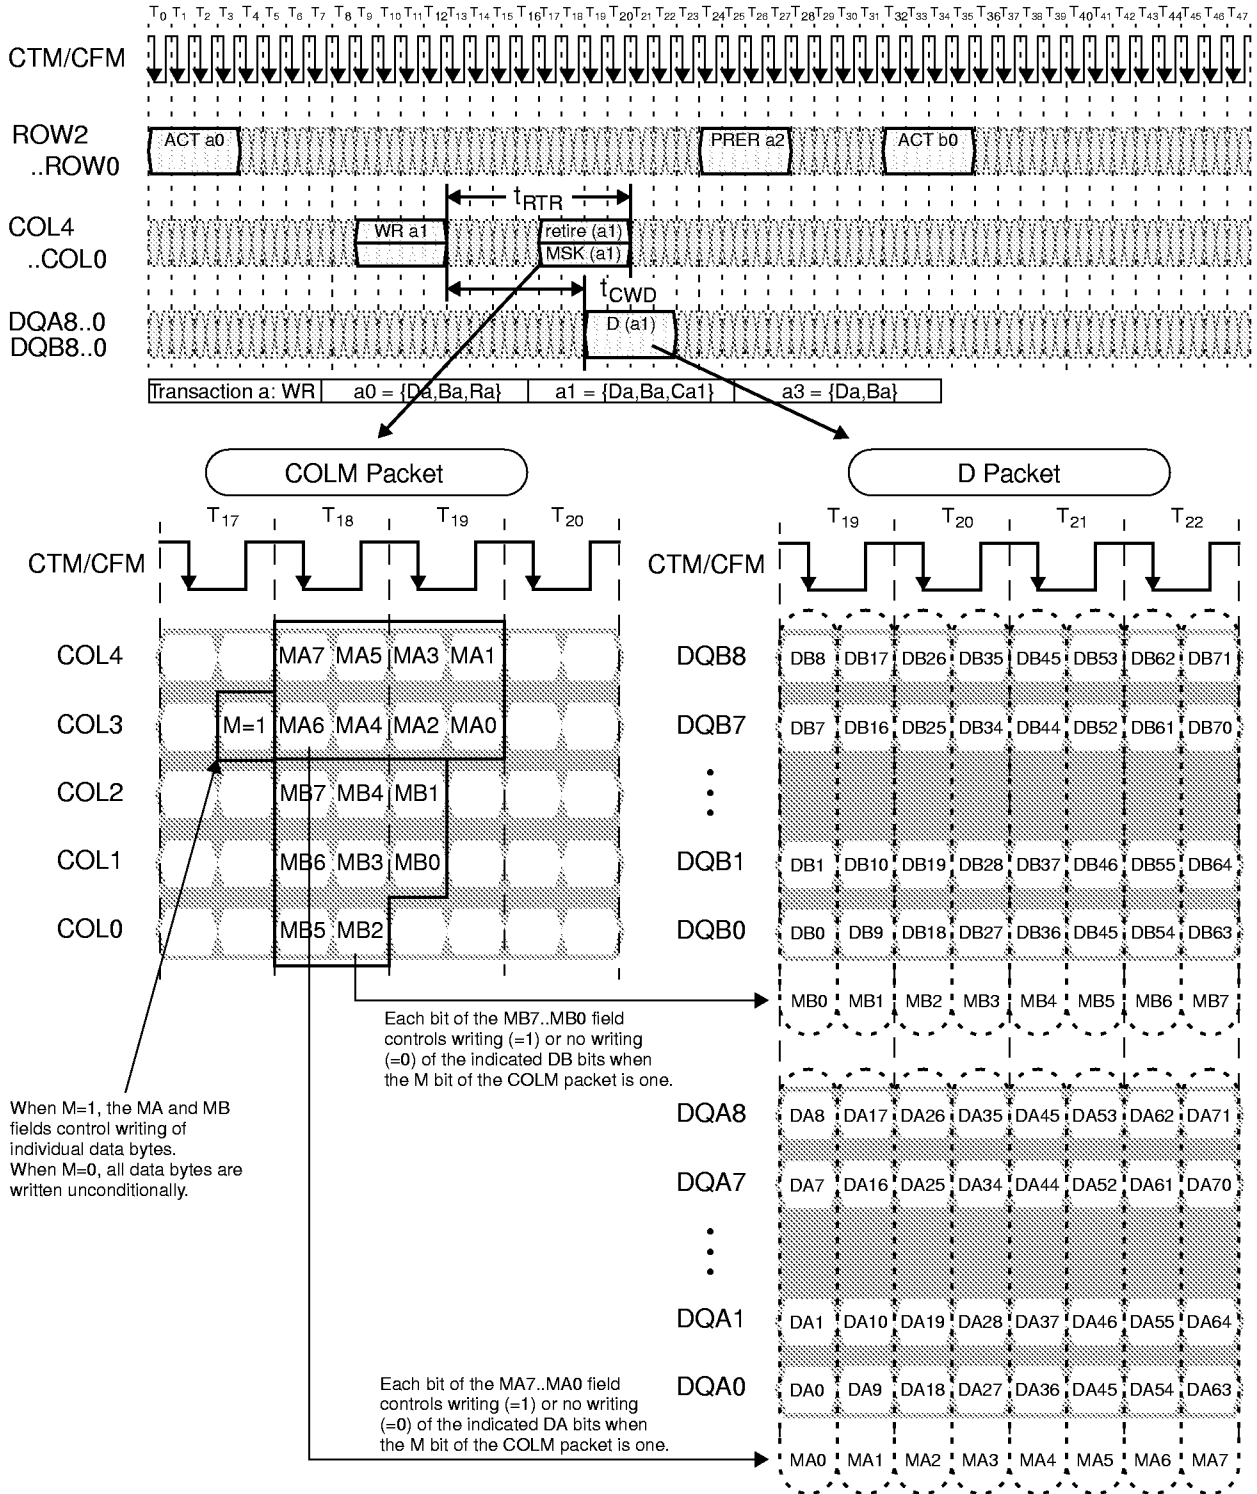 T0 T1 T2 T3 T4 T5 T6 T7 T8 T9 T10 T11 T12 T13 T14 T15 T16 T17 T18 T19 T20 T21 T22 T23 T24 T25 T26 T27 T28 T29 T30 T31 T32 T33 T34 T35 T36 T37 T38 T39 T40 T41 T42 T43 T44 T45 T46 T47
CTM/CFM
ROW2
..ROW0
ACT a0
PRER a2
ACT b0
tRTR
COL4
..COL0
WR a1
retire (a1)
MSK (a1)
tCWD
DQA8..0
DQB8..0
D (a1)
Transaction a: WR a0 = {Da,Ba,Ra} a1 = {Da,Ba,Ca1} a3 = {Da,Ba}
COLM Packet
T17 T18 T19 T20
CTM/CFM
COL4 MA7 MA5 MA3 MA1
COL3 M=1 MA6 MA4 MA2 MA0
COL2 MB7 MB4 MB1
COL1 MB6 MB3 MB0
COL0 MB5 MB2
Each bit of the MB7..MB0 field
controls writing (=1) or no writing
(=0) of the indicated DB bits when
the M bit of the COLM packet is one.
When M=1, the MA and MB
fields control writing of
individual data bytes.
When M=0, all data bytes are
written unconditionally.
Each bit of the MA7..MA0 field
controls writing (=1) or no writing
(=0) of the indicated DA bits when
the M bit of the COLM packet is one.
D Packet
T19 T20 T21 T22
CTM/CFM
DQB8 DB8 DB17 DB26 DB35 DB45 DB53 DB62 DB71
DQB7 DB7 DB16 DB25 DB34 DB44 DB52 DB61 DB70
DQB1 DB1 DB10 DB19 DB28 DB37 DB46 DB55 DB64
DQB0 DB0 DB9 DB18 DB27 DB36 DB45 DB54 DB63
MB0 MB1 MB2 MB3 MB4 MB5 MB6 MB7
DQA8 DA8 DA17 DA26 DA35 DA45 DA53 DA62 DA71
DQA7 DA7 DA16 DA25 DA34 DA44 DA52 DA61 DA70
DQA1 DA1 DA10 DA19 DA28 DA37 DA46 DA55 DA64
DQA0 DA0 DA9 DA18 DA27 DA36 DA45 DA54 DA63
MA0 MA1 MA2 MA3 MA4 MA5 MA6 MA7